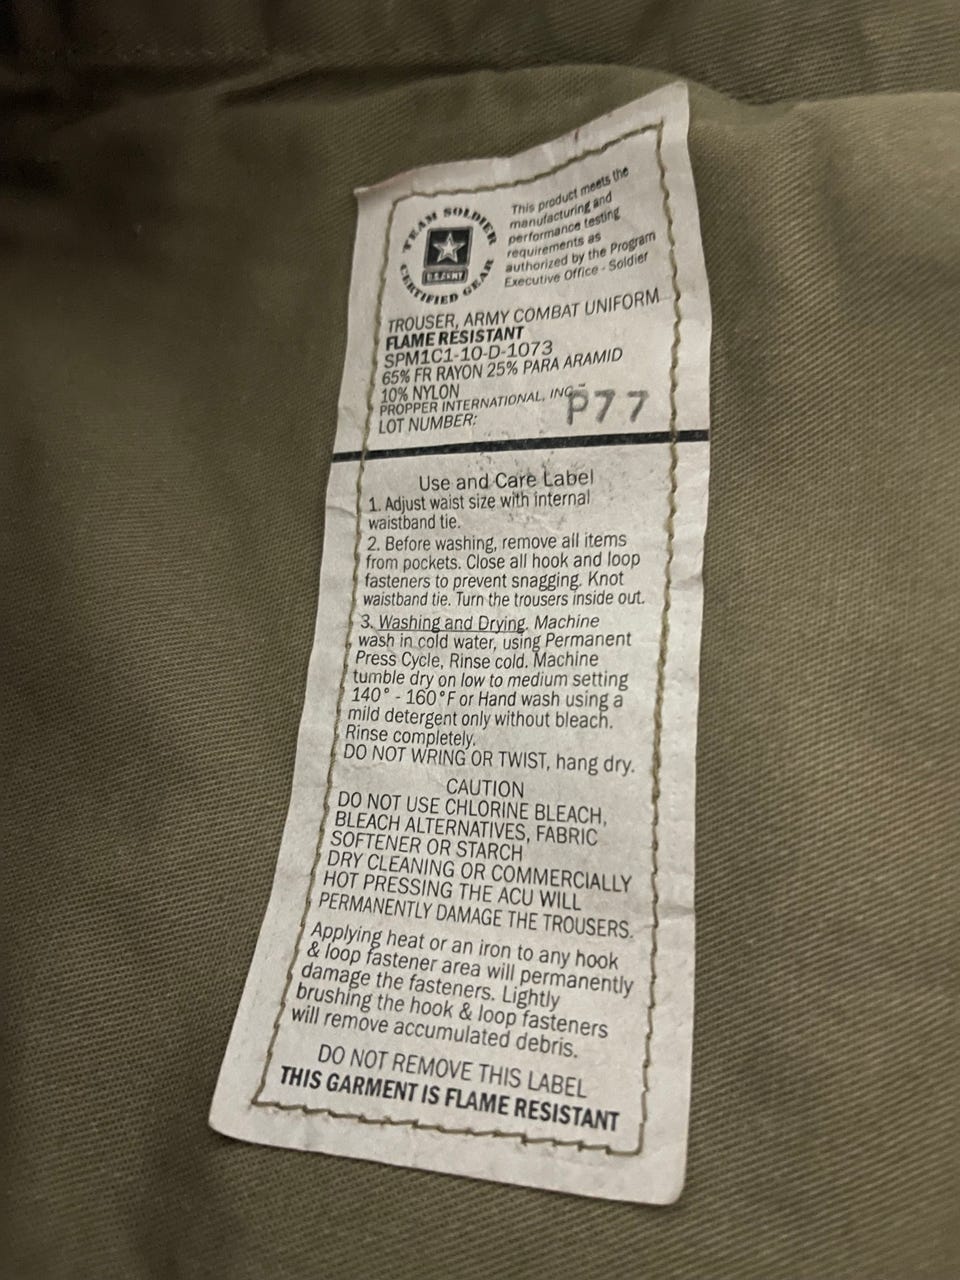 TEAM SOLDIER
U.S.ARMY
CERTIFIED GEAR
This product meets the
manufacturing and
performance testing
requirements as
authorized by the Program
Executive Office - Soldier
TROUSER, ARMY COMBAT UNIFORM
FLAME RESISTANT
SPM1C1-10-D-1073
65% FR RAYON 25% PARA ARAMID
10% NYLON
PROPPER INTERNATIONAL, INC.
LOT NUMBER: P77
Use and Care Label
1. Adjust waist size with internal
waistband tie.
2. Before washing, remove all items
from pockets. Close all hook and loop
fasteners to prevent snagging. Knot
waistband tie. Turn the trousers inside out.
3. Washing and Drying. Machine
wash in cold water, using Permanent
Press Cycle, Rinse cold. Machine
tumble dry on low to medium setting
140° - 160°F or Hand wash using a
mild detergent only without bleach.
Rinse completely.
DO NOT WRING OR TWIST, hang dry.
CAUTION
DO NOT USE CHLORINE BLEACH,
BLEACH ALTERNATIVES, FABRIC
SOFTENER OR STARCH
DRY CLEANING OR COMMERCIALLY
HOT PRESSING THE ACU WILL
PERMANENTLY DAMAGE THE TROUSERS.
Applying heat or an iron to any hook
& loop fastener area will permanently
damage the fasteners. Lightly
brushing the hook & loop fasteners
will remove accumulated debris.
DO NOT REMOVE THIS LABEL
THIS GARMENT IS FLAME RESISTANT